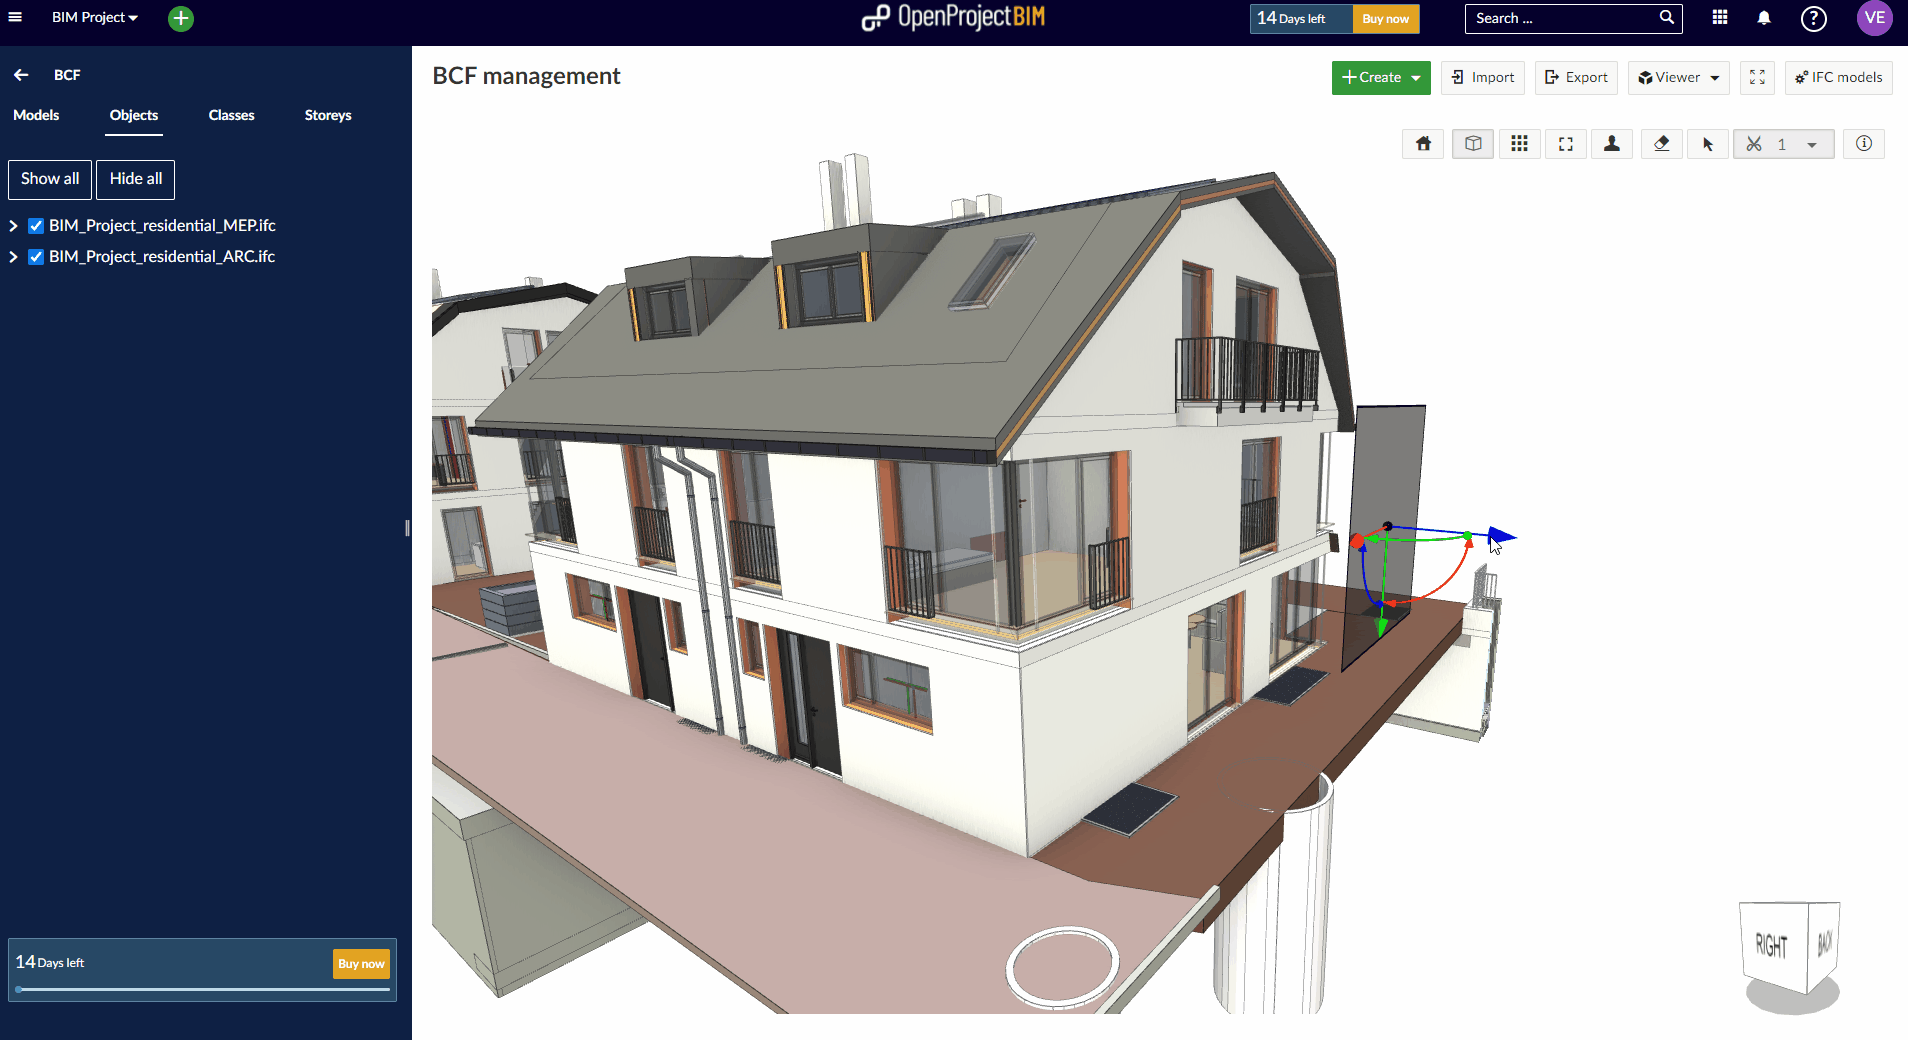 BIM Project
OpenProjectBIM
14 Days left
Buy now
Search ...
?
VE
BCF
Models
Objects
Classes
Storeys
Show all
Hide all
BIM_Project_residential_MEP.ifc
BIM_Project_residential_ARC.ifc
14 Days left
Buy now
BCF management
+ Create
Import
Export
Viewer
IFC models
1
RIGHT
BACK